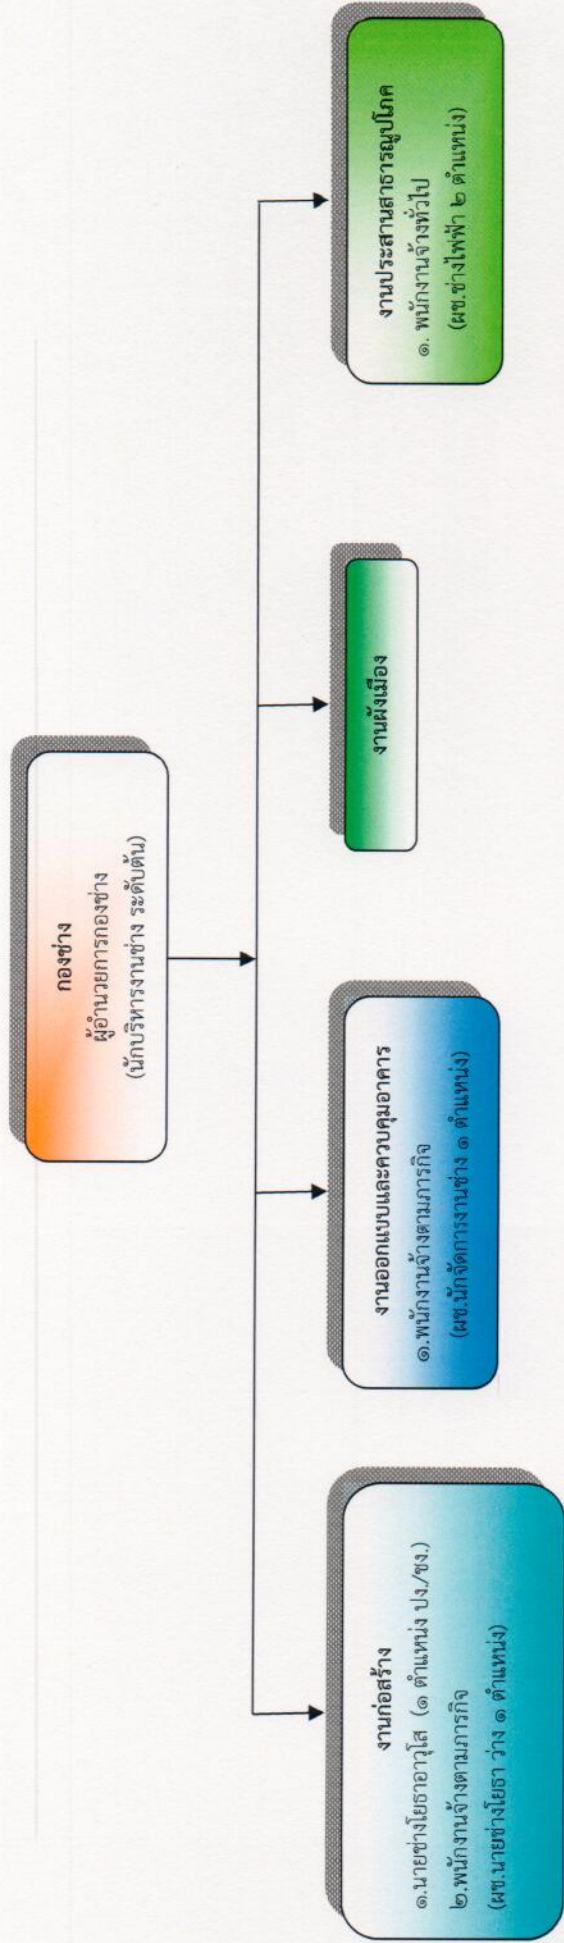 กองช่าง
ผู้อำนวยการกองช่าง
(นักบริหารงานช่าง ระดับต้น)
งานก่อสร้าง
๑.นายช่างโยธาอาวุโส (๑ ตำแหน่ง ปง./ชง.)
๒.พนักงานจ้างตามภารกิจ
(ผช.นายช่างโยธา ว่าง ๑ ตำแหน่ง)
งานออกแบบและควบคุมอาคาร
๑.พนักงานจ้างตามภารกิจ
(ผช.นักจัดการงานช่าง ๑ ตำแหน่ง)
งานผังเมือง
งานประสานสาธารณูปโภค
๑. พนักงานจ้างทั่วไป
(ผช.ช่างไฟฟ้า ๒ ตำแหน่ง)